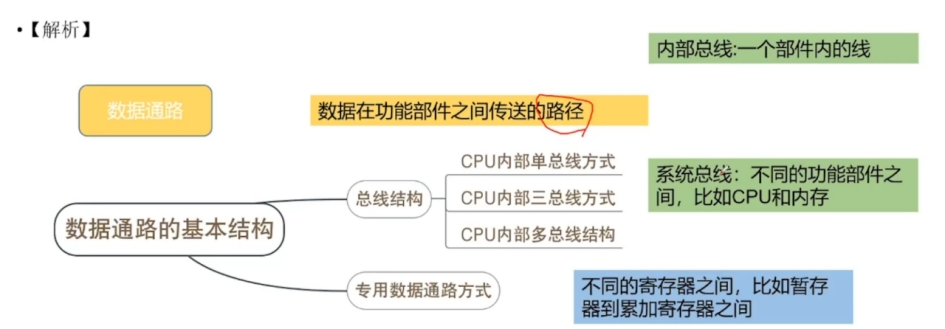 •【解析】
内部总线:一个部件内的线
数据通路
数据在功能部件之间传送的路径
CPU内部单总线方式
系统总线：不同的功能部件之
间，比如CPU和内存
总线结构
CPU内部三总线方式
数据通路的基本结构
CPU内部多总线结构
专用数据通路方式
不同的寄存器之间，比如暂存
器到累加寄存器之间